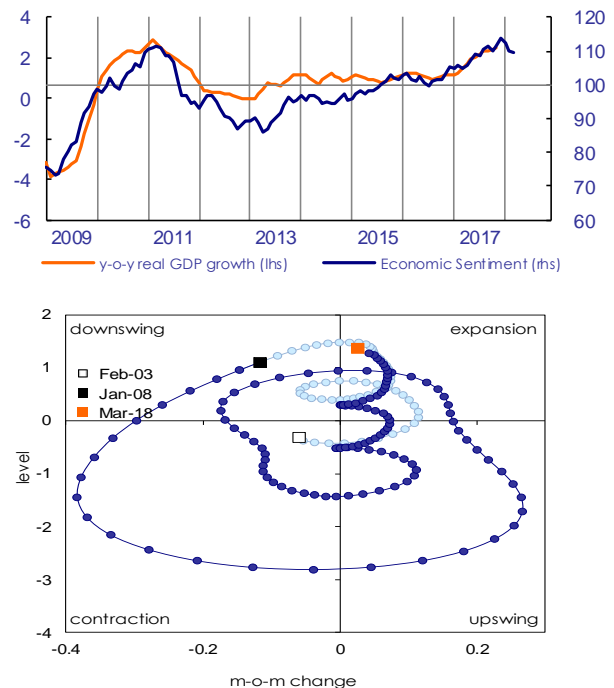 4 120
2 110
0 100
-2 90
-4 80
-6 70
60
2009 2011 2013 2015 2017
y-o-y real GDP growth (lhs) Economic Sentiment (rhs)
2
downswing expansion
1
Feb-03
Jan-08
Mar-18
0
level
-1
-2
-3
contraction upswing
-4
-0.4 -0.2 0 0.2
m-o-m change